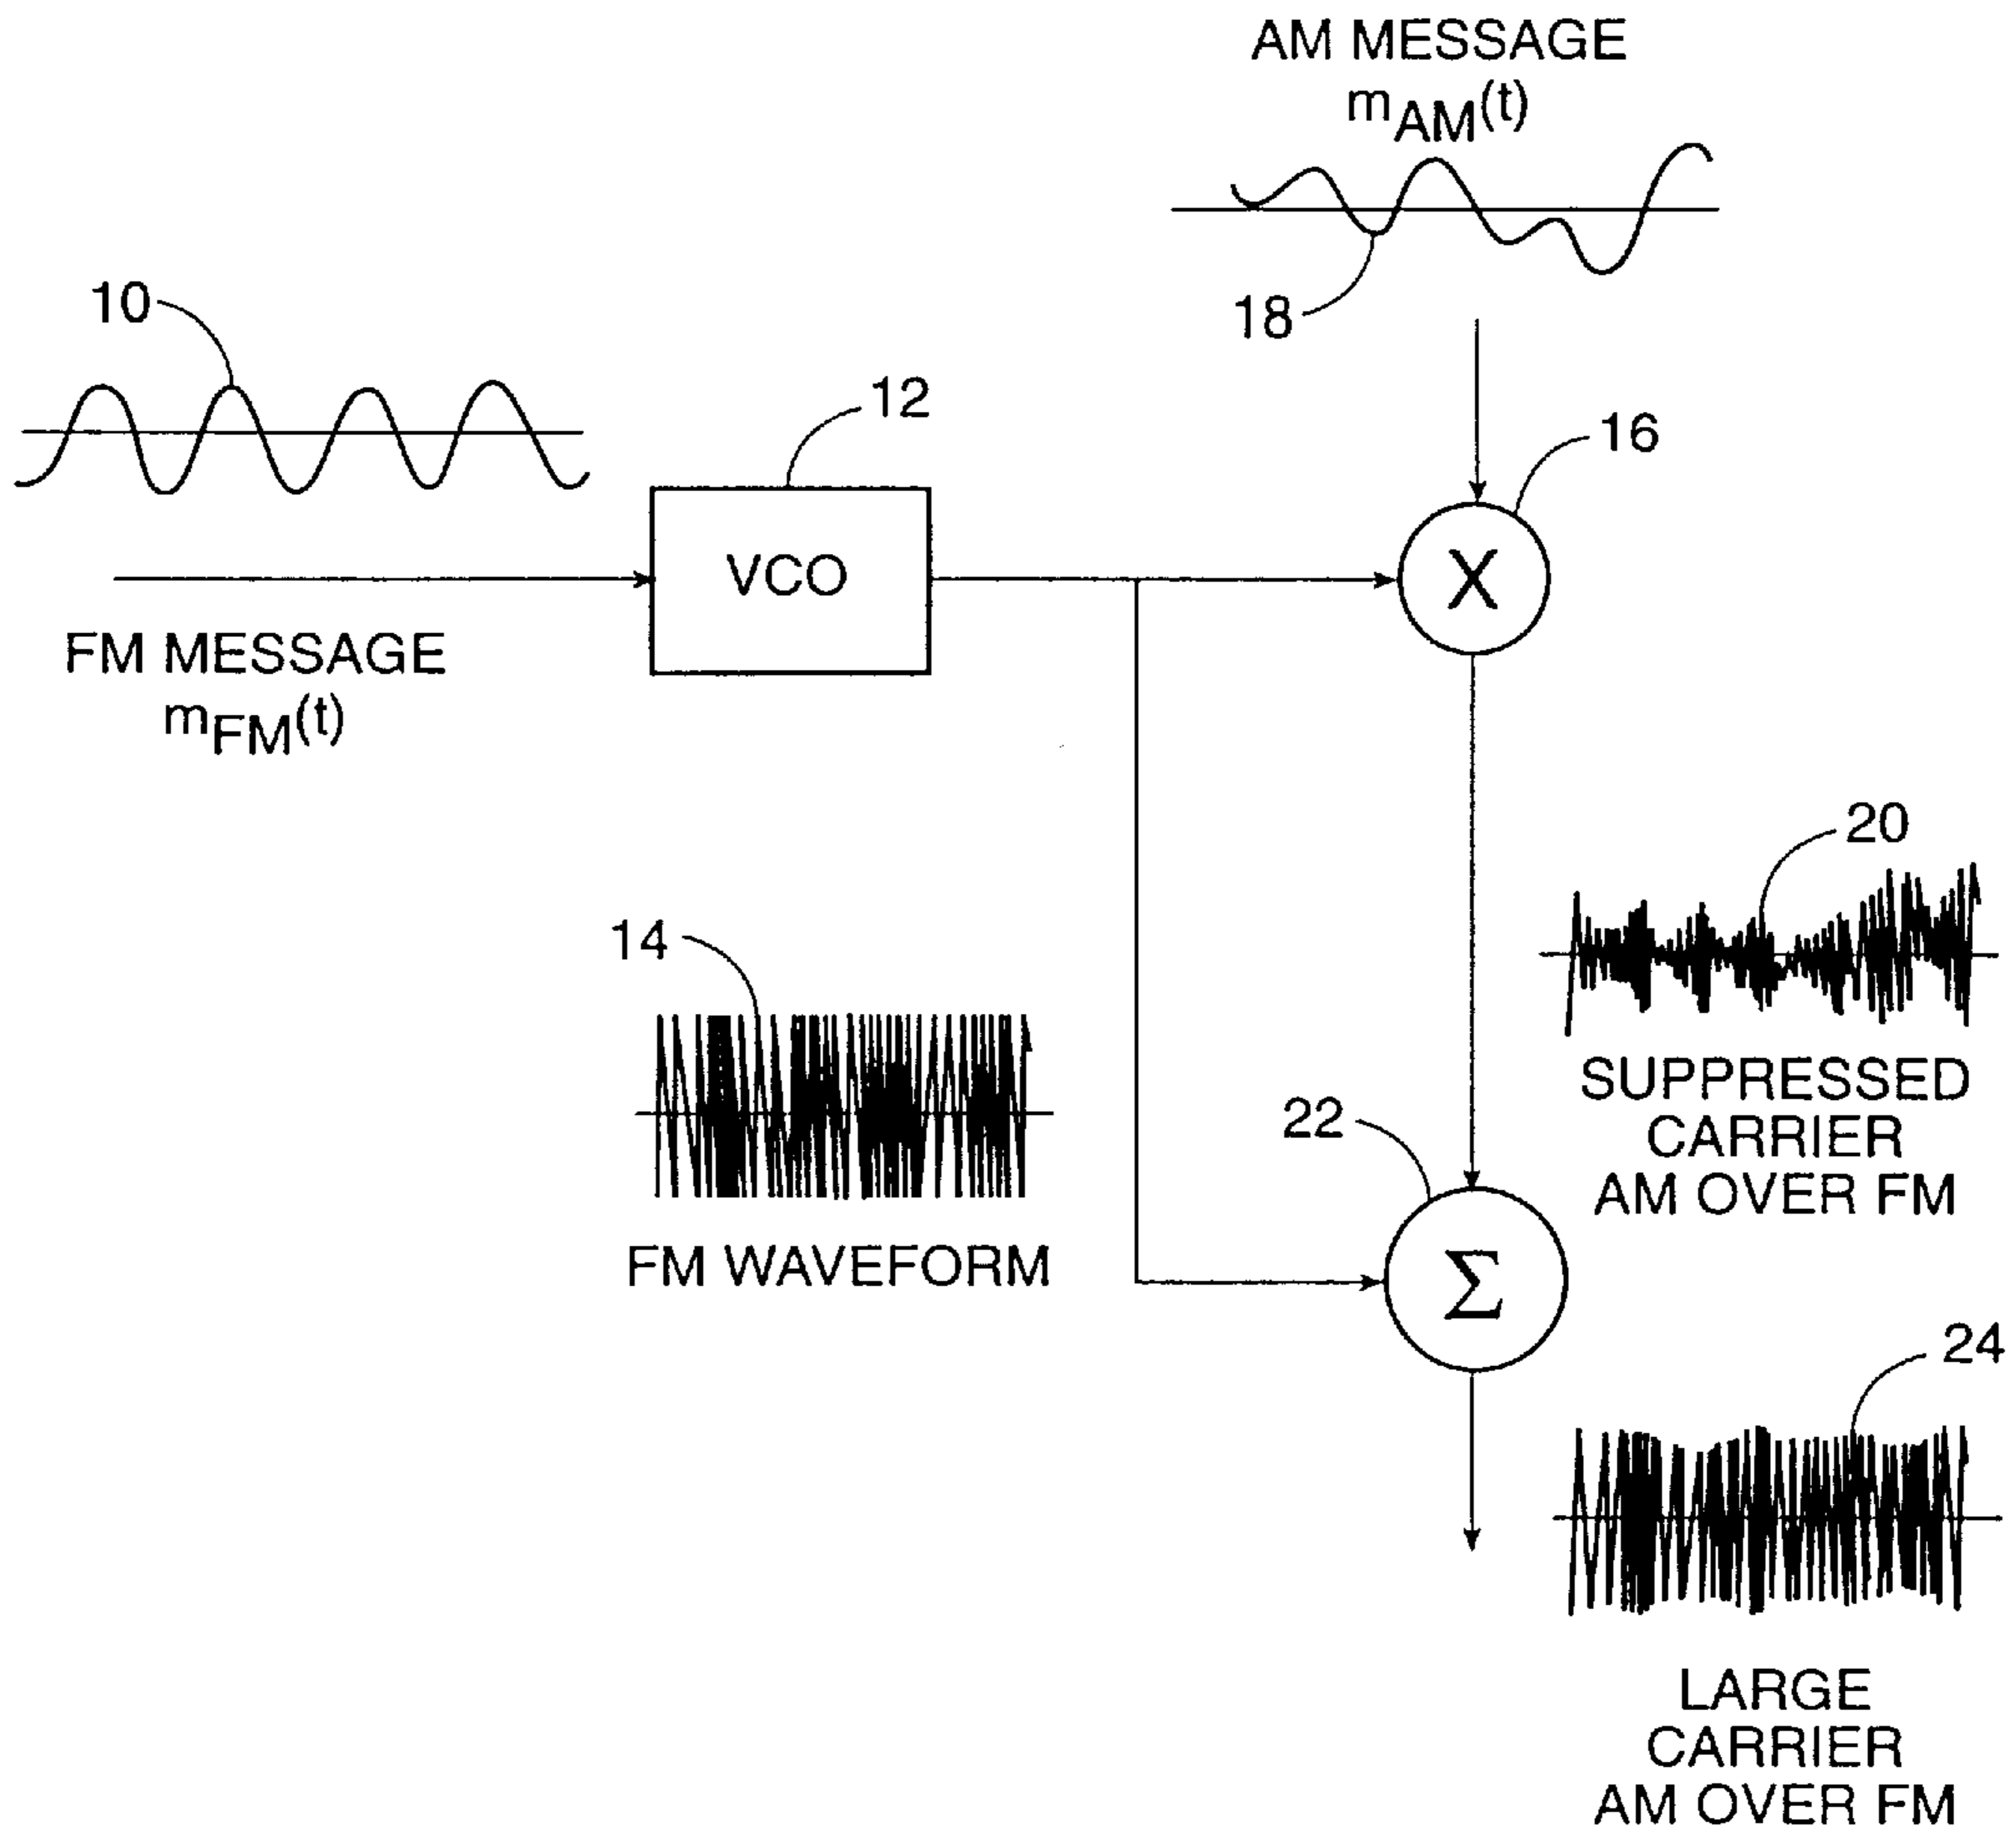 AM MESSAGE
mAM(t)
18
10
12
16
VCO
X
FM MESSAGE
mFM(t)
14
20
FM WAVEFORM
SUPPRESSED
CARRIER
AM OVER FM
22
Σ
24
LARGE
CARRIER
AM OVER FM